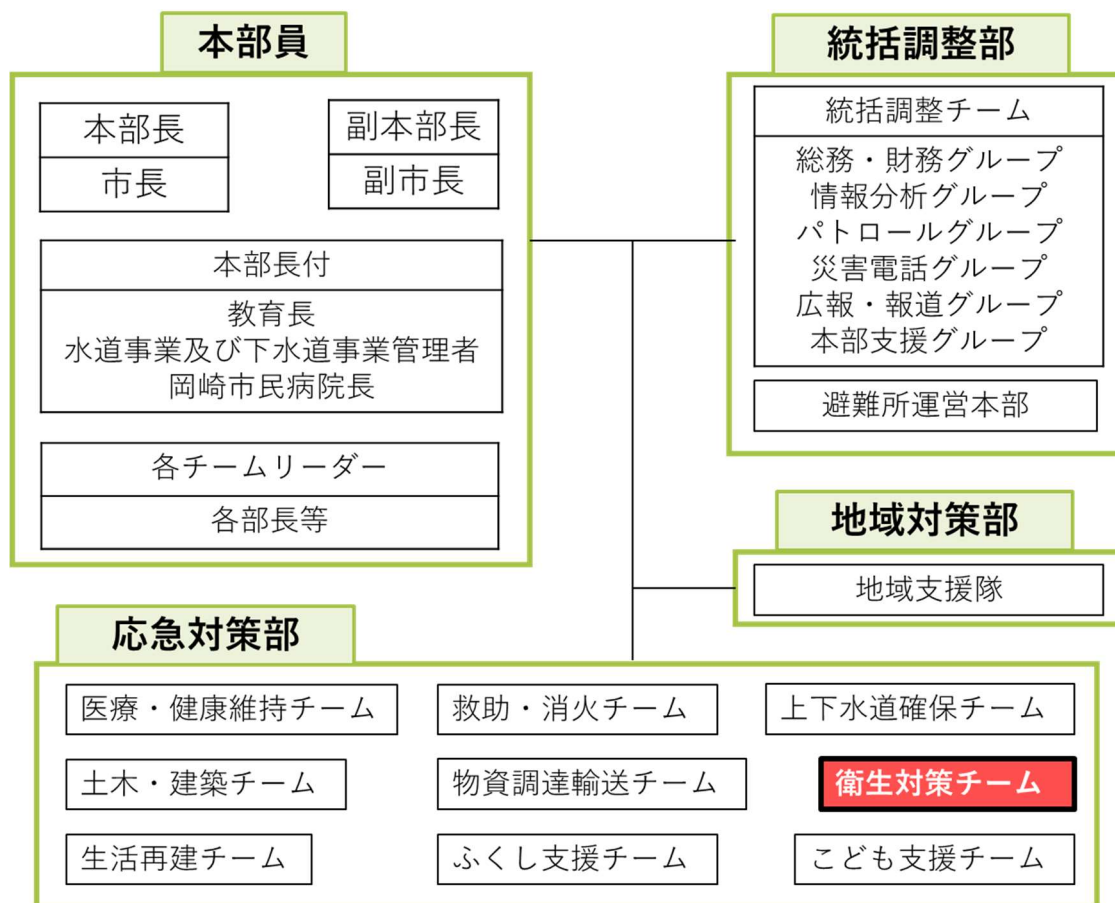 本部員
本部長
市長
副本部長
副市長
本部長付
教育長
水道事業及び下水道事業管理者
岡崎市民病院長
各チームリーダー
各部長等
統括調整部
統括調整チーム
総務・財務グループ
情報分析グループ
パトロールグループ
災害電話グループ
広報・報道グループ
本部支援グループ
避難所運営本部
地域対策部
地域支援隊
応急対策部
医療・健康維持チーム
救助・消火チーム
上下水道確保チーム
土木・建築チーム
物資調達輸送チーム
衛生対策チーム
生活再建チーム
ふくし支援チーム
こども支援チーム